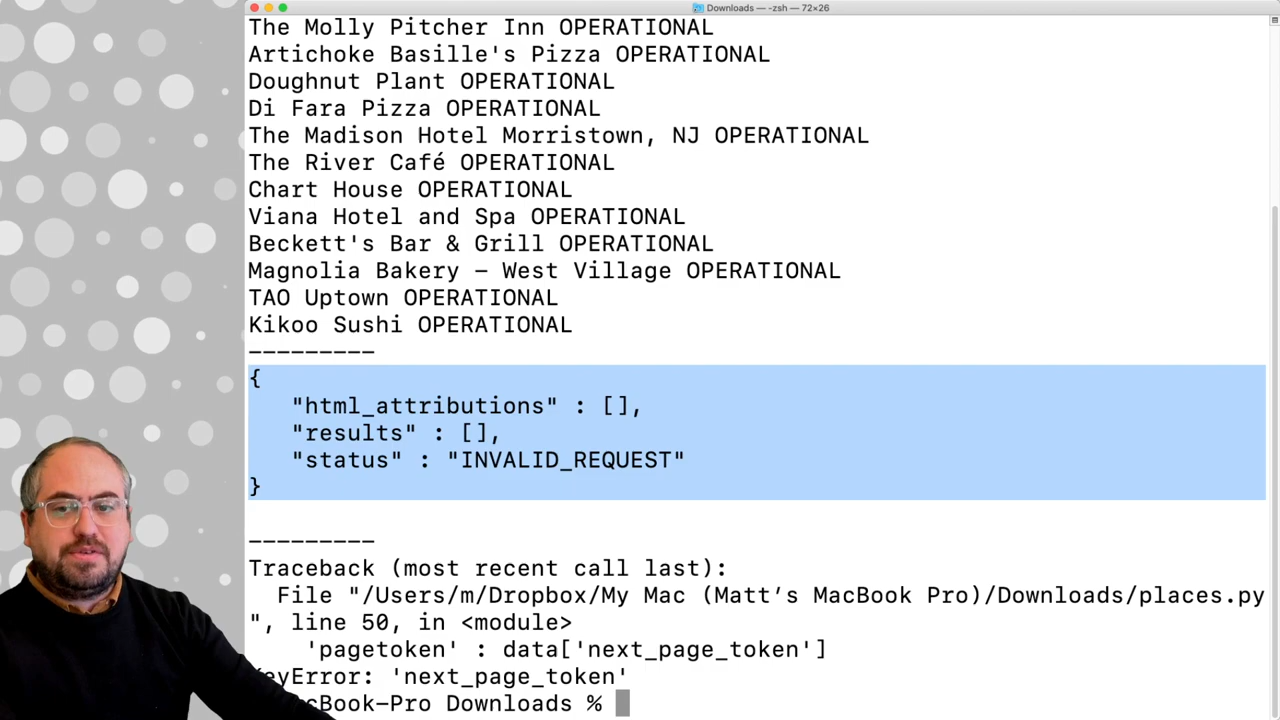 Downloads — -zsh — 72×26
The Molly Pitcher Inn OPERATIONAL
Artichoke Basille's Pizza OPERATIONAL
Doughnut Plant OPERATIONAL
Di Fara Pizza OPERATIONAL
The Madison Hotel Morristown, NJ OPERATIONAL
The River Café OPERATIONAL
Chart House OPERATIONAL
Viana Hotel and Spa OPERATIONAL
Beckett's Bar & Grill OPERATIONAL
Magnolia Bakery - West Village OPERATIONAL
TAO Uptown OPERATIONAL
Kikoo Sushi OPERATIONAL
---------
{
"html_attributions" : [],
"results" : [],
"status" : "INVALID_REQUEST"
}
---------
Traceback (most recent call last):
File "/Users/m/Dropbox/My Mac (Matt’s MacBook Pro)/Downloads/places.py
", line 50, in <module>
'pagetoken' : data['next_page_token']
eyError: 'next_page_token'
cBook-Pro Downloads %